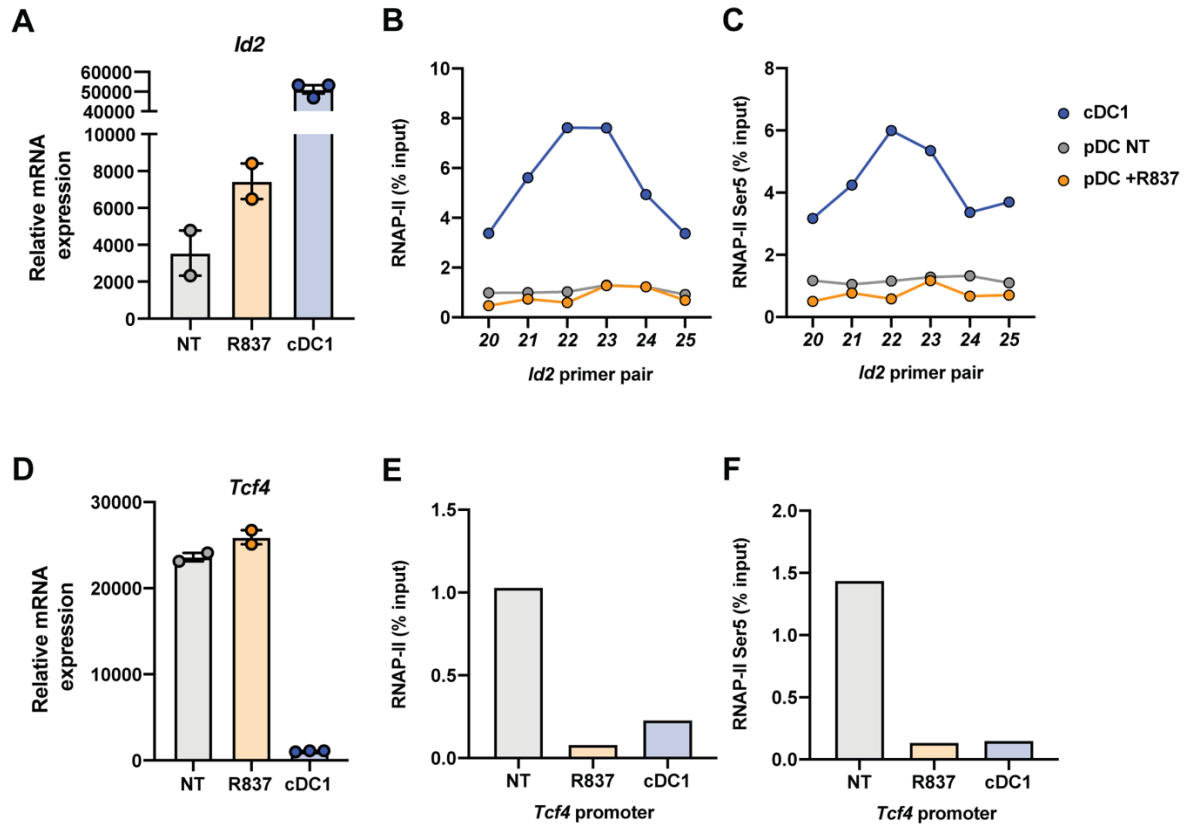 A
Id2
Relative mRNA
expression
60000
50000
40000
10000
8000
6000
4000
2000
0
NT R837 cDC1
B
RNAP-II (% input)
10
8
6
4
2
0
20 21 22 23 24 25
Id2 primer pair
C
RNAP-II Ser5 (% input)
8
6
4
2
0
20 21 22 23 24 25
Id2 primer pair
cDC1
pDC NT
pDC +R837
D
Tcf4
Relative mRNA
expression
30000
20000
10000
0
NT R837 cDC1
E
RNAP-II (% input)
1.5
1.0
0.5
0.0
NT R837 cDC1
Tcf4 promoter
F
RNAP-II Ser5 (% input)
2.0
1.5
1.0
0.5
0.0
NT R837 cDC1
Tcf4 promoter